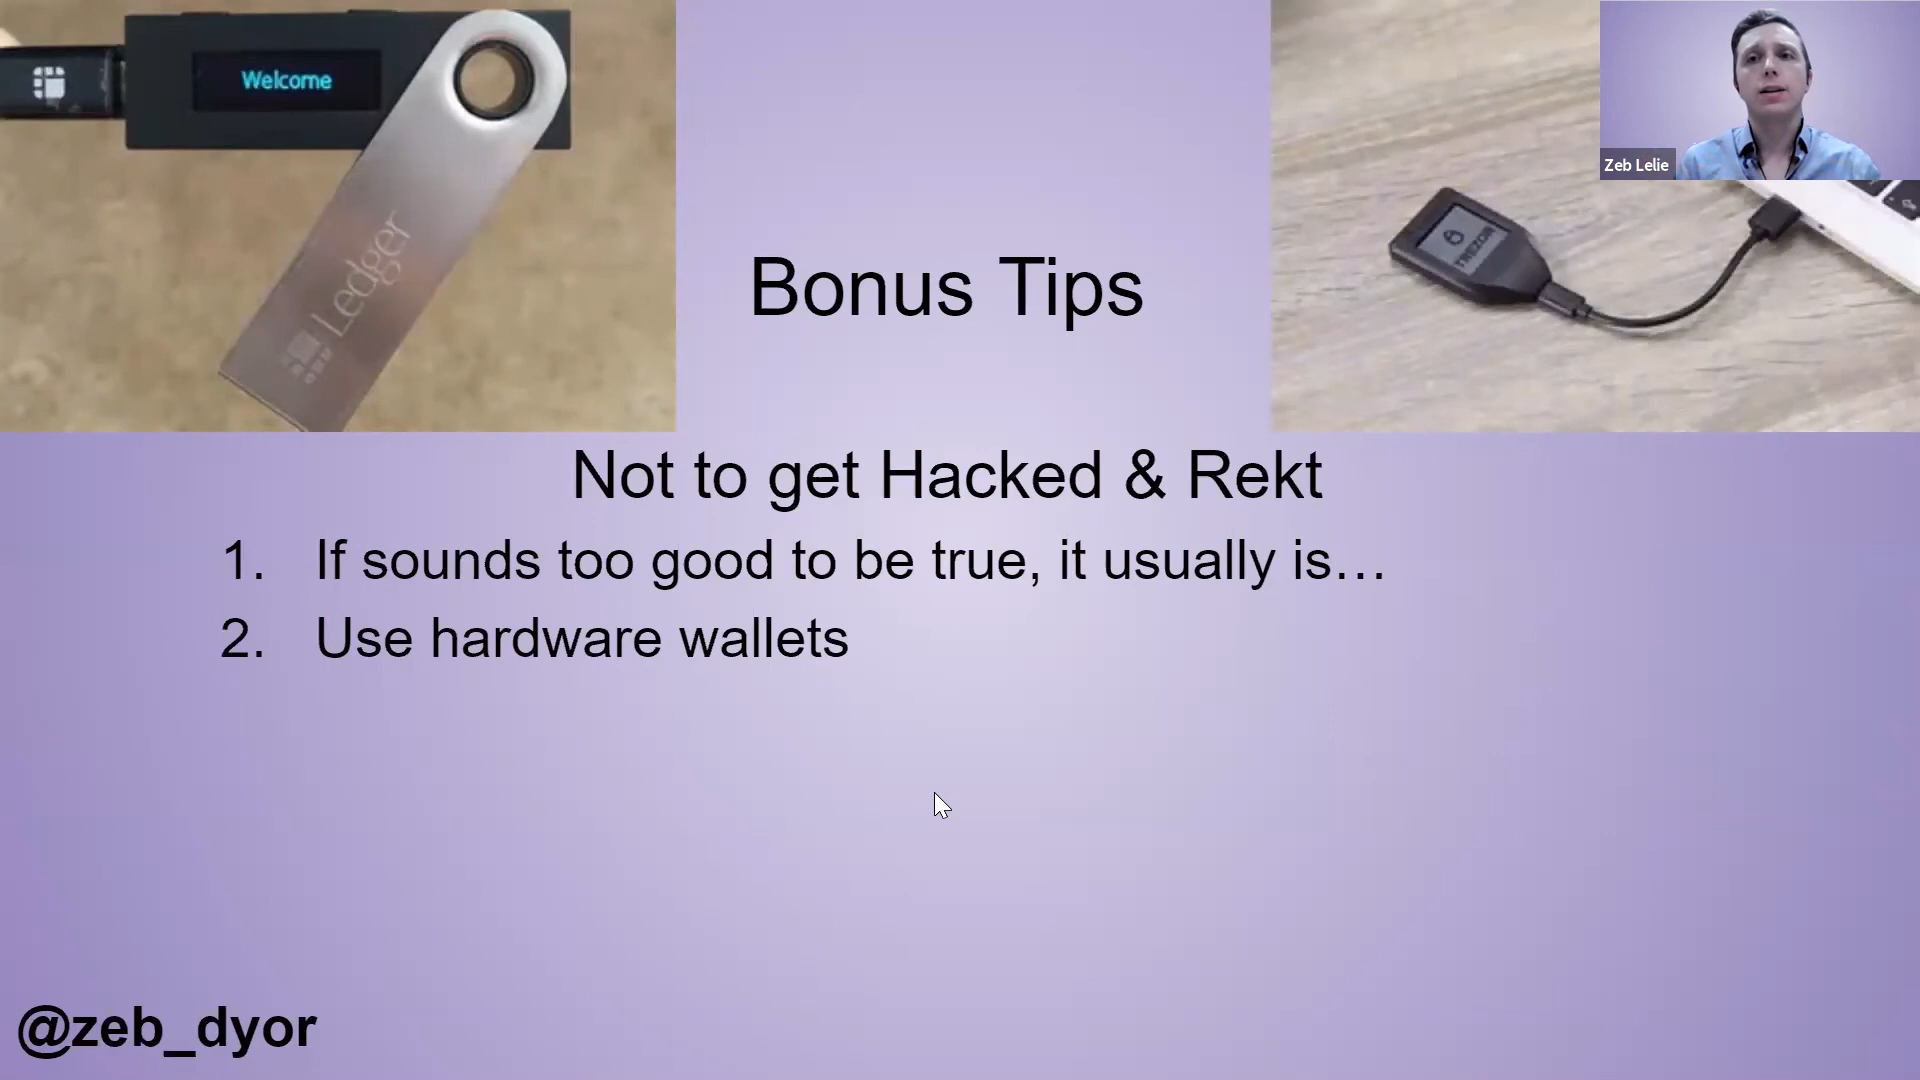 Welcome
Ledger
TREZOR
Zeb Lelie
Bonus Tips
Not to get Hacked & Rekt
1. If sounds too good to be true, it usually is…
2. Use hardware wallets
@zeb_dyor